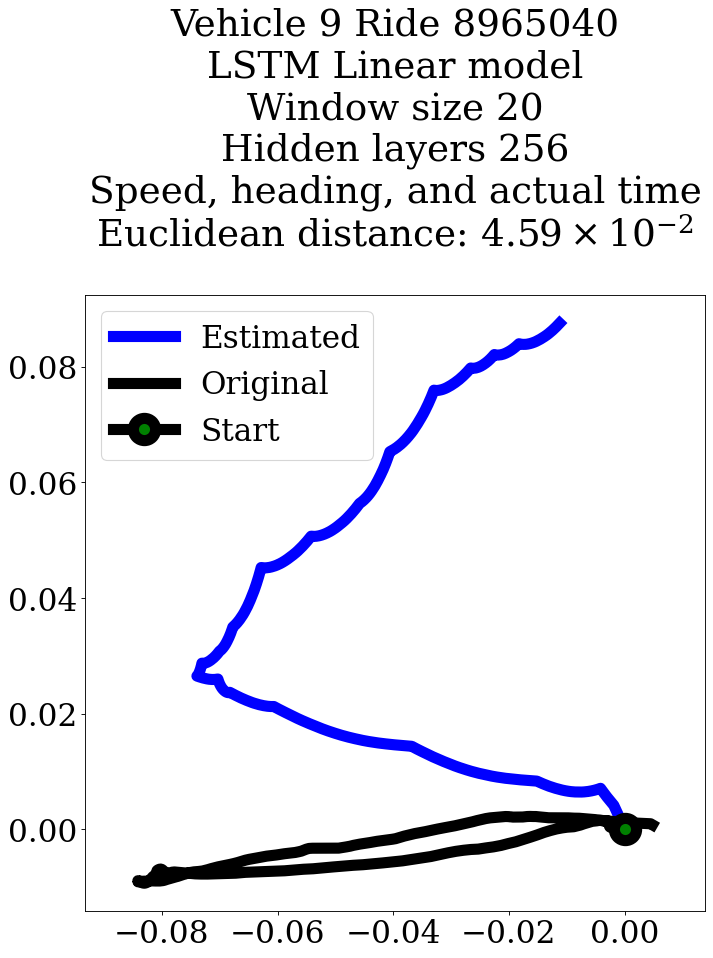 Vehicle 9 Ride 8965040
LSTM Linear model
Window size 20
Hidden layers 256
Speed, heading, and actual time
Euclidean distance: 4.59 × 10⁻²
Estimated
Original
Start
0.08
0.06
0.04
0.02
0.00
−0.08 −0.06 −0.04 −0.02 0.00